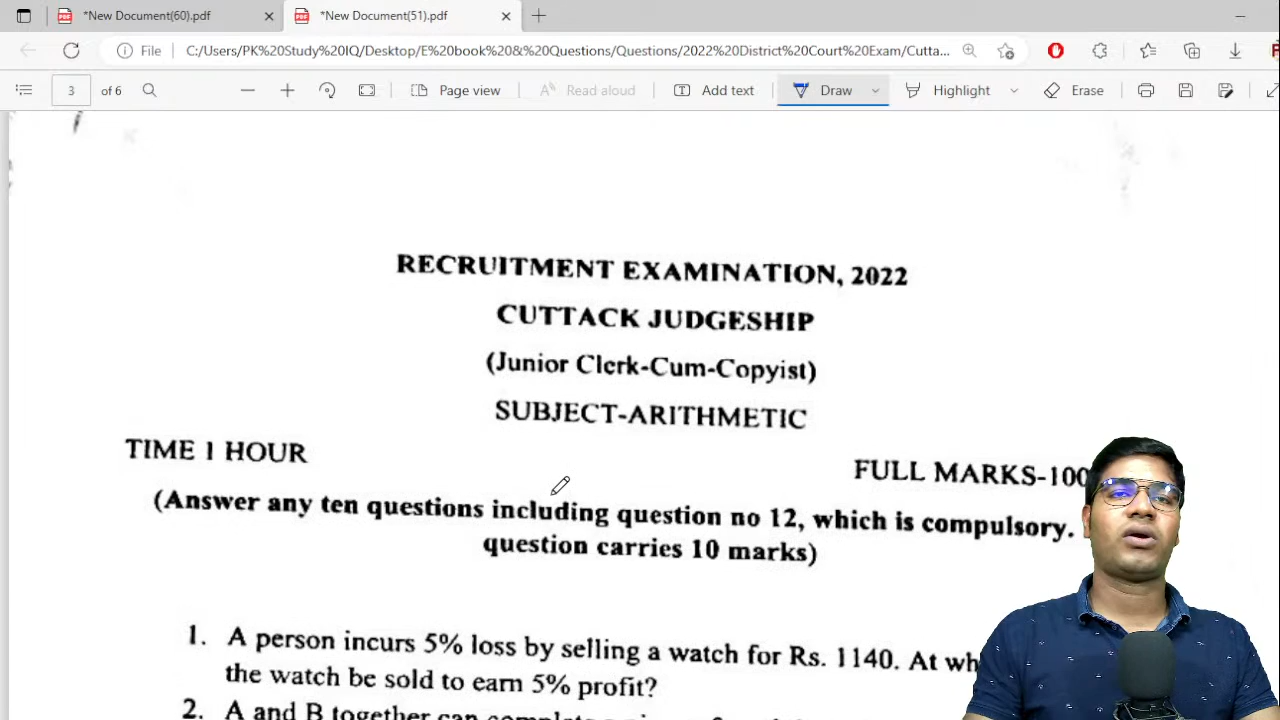 *New Document(60).pdf
*New Document(51).pdf
File
C:/Users/PK%20Study%20IQ/Desktop/E%20book%20&%20Questions/Questions/2022%20District%20Court%20Exam/Cutta...
3 of 6
Page view
Read aloud
Add text
Draw
Highlight
Erase
RECRUITMENT EXAMINATION, 2022
CUTTACK JUDGESHIP
(Junior Clerk-Cum-Copyist)
SUBJECT-ARITHMETIC
TIME 1 HOUR
FULL MARKS-100
(Answer any ten questions including question no 12, which is compulsory.
question carries 10 marks)
1. A person incurs 5% loss by selling a watch for Rs. 1140. At
the watch be sold to earn 5% profit?
2. A and B together can complete